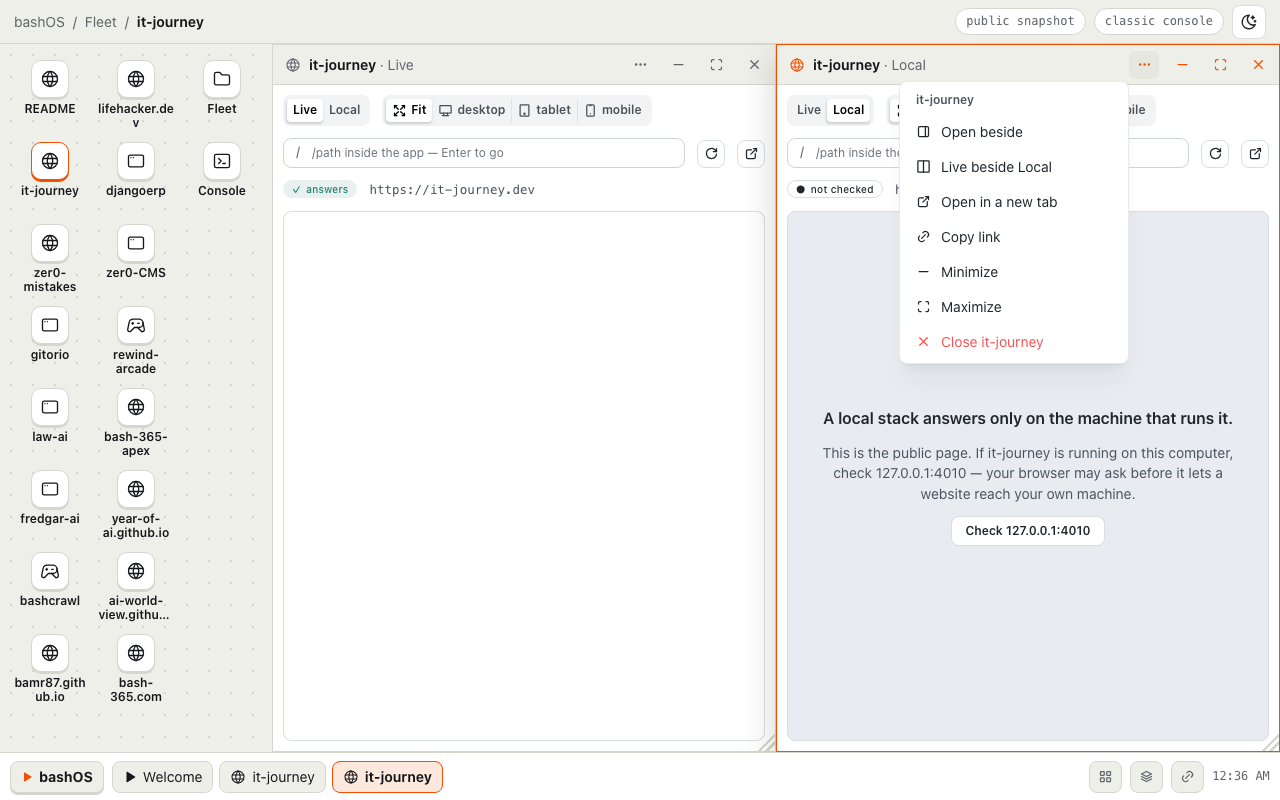 bashOS / Fleet / it-journey
public snapshot
classic console
README
lifehacker.de
v
Fleet
it-journey
djangoerp
Console
zer0-
mistakes
zer0-CMS
gitorio
rewind-
arcade
law-ai
bash-365-
apex
fredgar-ai
year-of-
ai.github.io
bashcrawl
ai-world-
view.githu...
bamr87.gith
ub.io
bash-
365.com
it-journey · Live
Live Local Fit desktop tablet mobile
/ /path inside the app — Enter to go
answers https://it-journey.dev
it-journey · Local
Live Local
/ /path inside the
not checked
it-journey
Open beside
Live beside Local
Open in a new tab
Copy link
Minimize
Maximize
Close it-journey
A local stack answers only on the machine that runs it.
This is the public page. If it-journey is running on this computer,
check 127.0.0.1:4010 — your browser may ask before it lets a
website reach your own machine.
Check 127.0.0.1:4010
bashOS
Welcome
it-journey
it-journey
12:36 AM